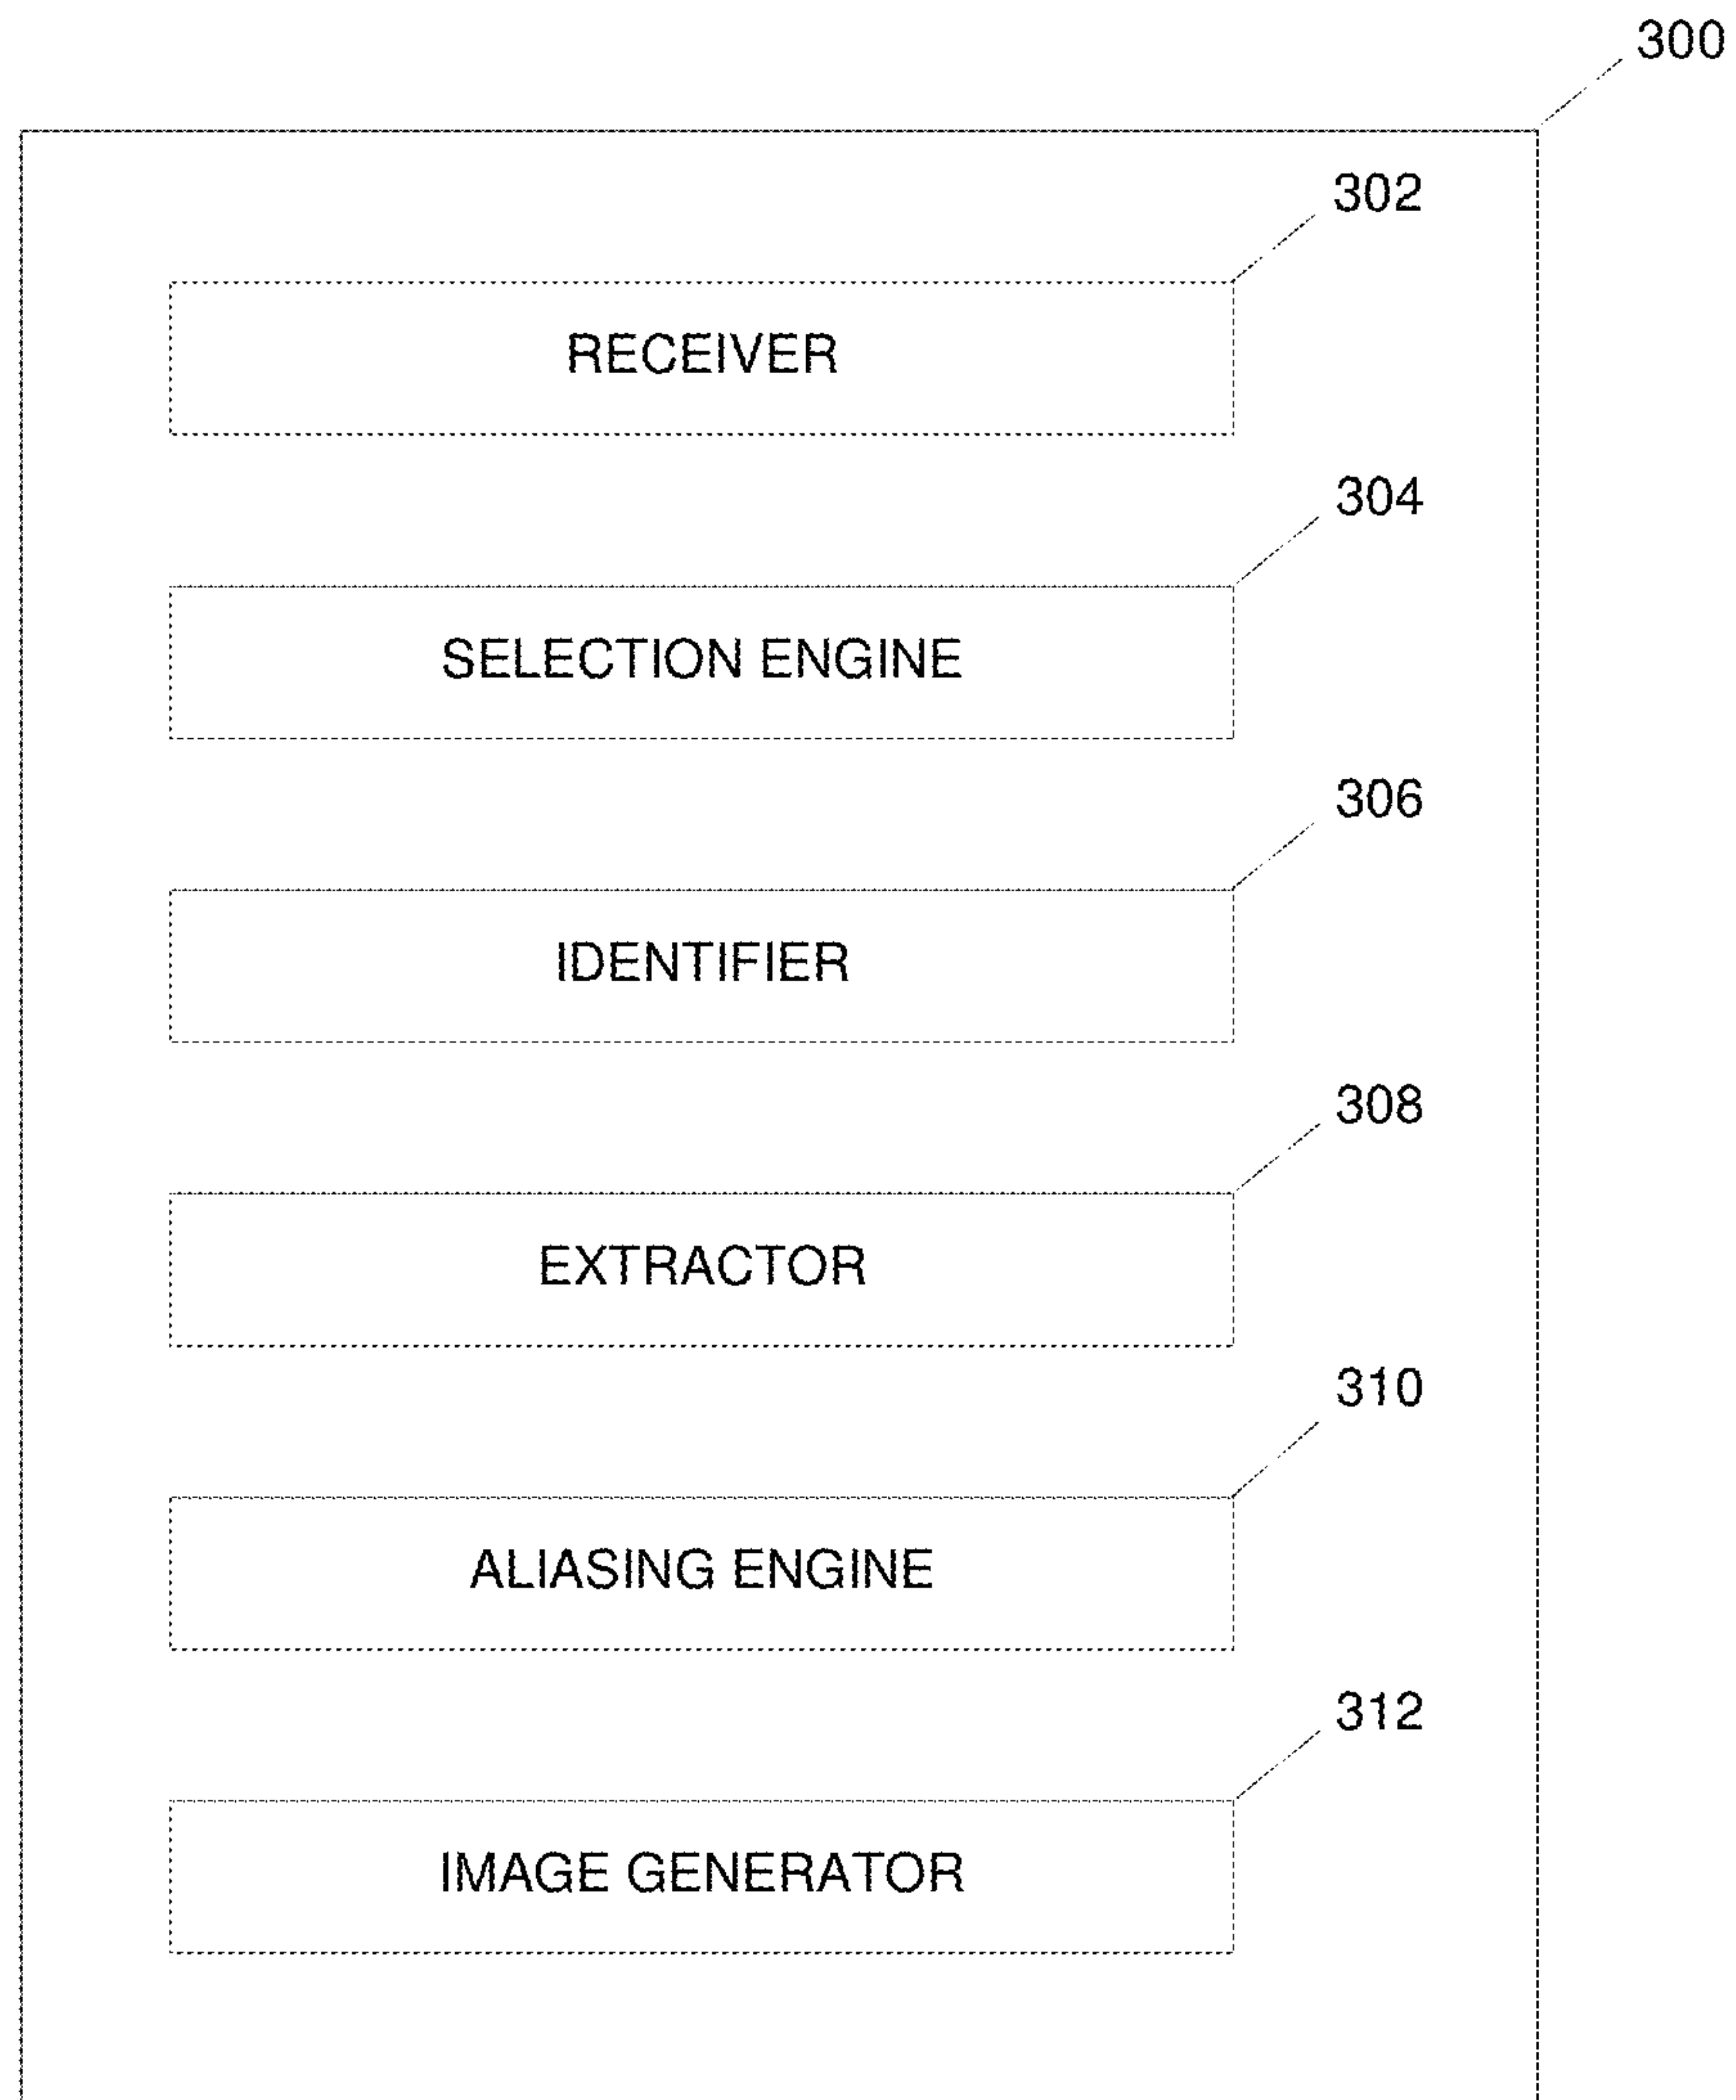 300
302
RECEIVER
304
SELECTION ENGINE
306
IDENTIFIER
308
EXTRACTOR
310
ALIASING ENGINE
312
IMAGE GENERATOR